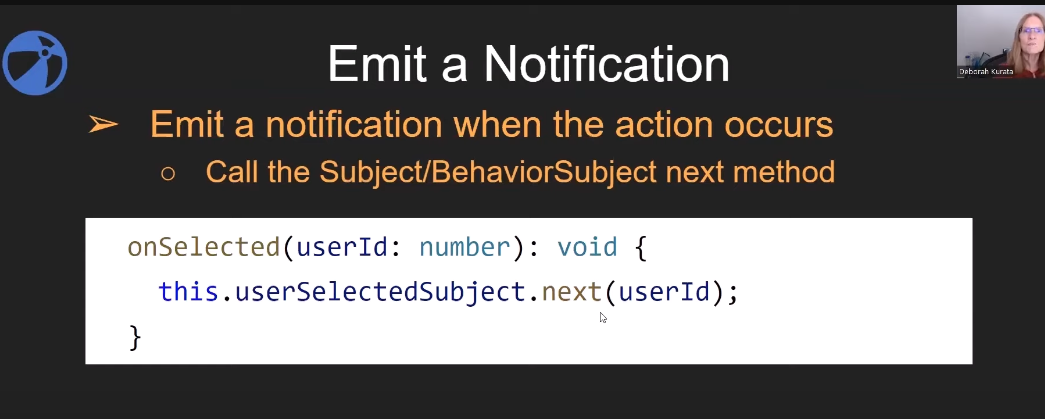 Emit a Notification
Deborah Kurata
➢ Emit a notification when the action occurs
○ Call the Subject/BehaviorSubject next method
onSelected(userId: number): void {
this.userSelectedSubject.next(userId);
}